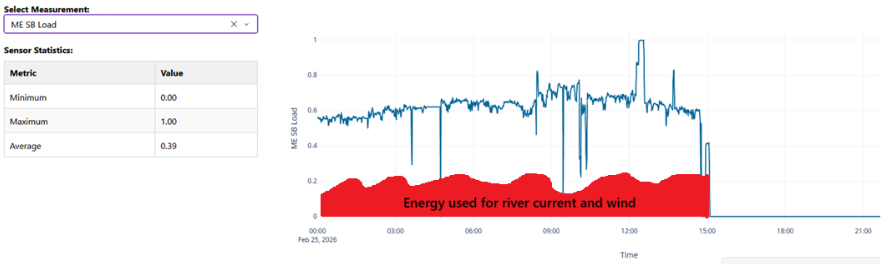 Select Measurement:
ME SB Load
Sensor Statistics:
Metric Value
Minimum 0.00
Maximum 1.00
Average 0.39
1
0.8
0.6
0.4
0.2
0
ME SB Load
Energy used for river current and wind
00:00 03:00 06:00 09:00 12:00 15:00 18:00 21:00
Feb 25, 2026
Time